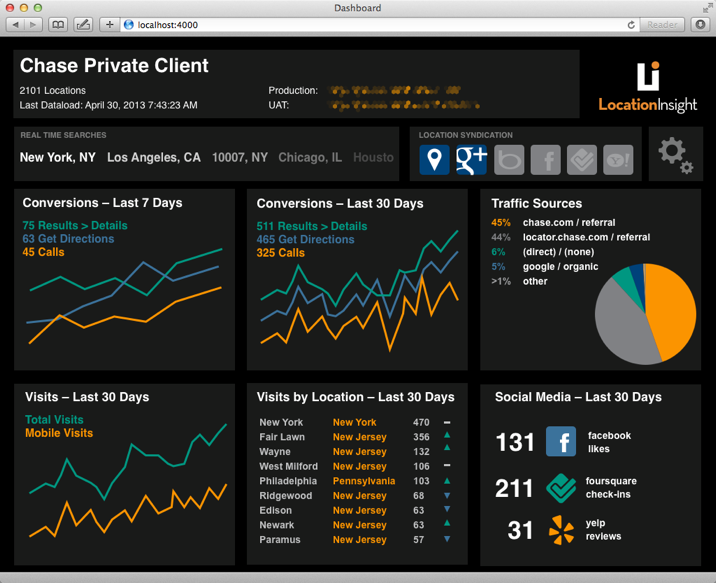 Dashboard
localhost:4000
Reader
Chase Private Client
2101 Locations
Last Dataload: April 30, 2013 7:43:23 AM
Production:
UAT:
Li
LocationInsight
REAL TIME SEARCHES
New York, NY Los Angeles, CA 10007, NY Chicago, IL Housto
LOCATION SYNDICATION
g+ b f Y!
Conversions – Last 7 Days
75 Results > Details
63 Get Directions
45 Calls
Conversions – Last 30 Days
511 Results > Details
465 Get Directions
325 Calls
Traffic Sources
45% chase.com / referral
44% locator.chase.com / referral
6% (direct) / (none)
5% google / organic
>1% other
Visits – Last 30 Days
Total Visits
Mobile Visits
Visits by Location – Last 30 Days
New York New York 470
Fair Lawn New Jersey 356
Wayne New Jersey 132
West Milford New Jersey 106
Philadelphia Pennsylvania 103
Ridgewood New Jersey 68
Edison New Jersey 63
Newark New Jersey 63
Paramus New Jersey 57
Social Media – Last 30 Days
131 f facebook
likes
211 foursquare
check-ins
31 yelp
reviews